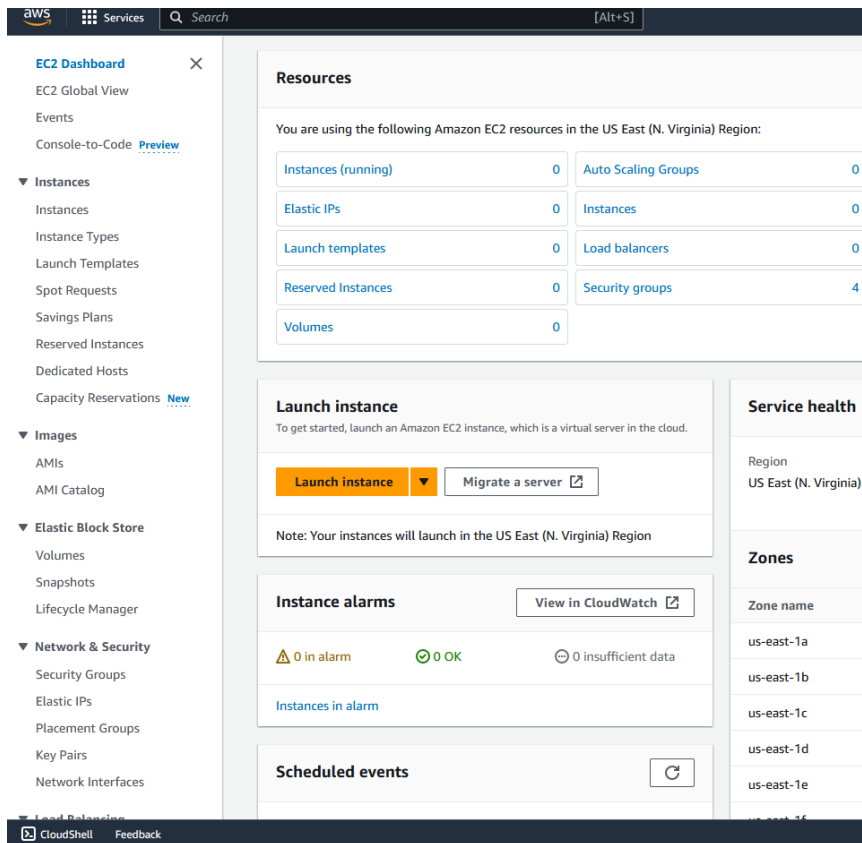 aws Services Search [Alt+S]
EC2 Dashboard
EC2 Global View
Events
Console-to-Code Preview
Instances
Instances
Instance Types
Launch Templates
Spot Requests
Savings Plans
Reserved Instances
Dedicated Hosts
Capacity Reservations New
Images
AMIs
AMI Catalog
Elastic Block Store
Volumes
Snapshots
Lifecycle Manager
Network & Security
Security Groups
Elastic IPs
Placement Groups
Key Pairs
Network Interfaces
Load Balancing
Resources
You are using the following Amazon EC2 resources in the US East (N. Virginia) Region:
Instances (running) 0 Auto Scaling Groups 0
Elastic IPs 0 Instances 0
Launch templates 0 Load balancers 0
Reserved Instances 0 Security groups 4
Volumes 0
Launch instance
To get started, launch an Amazon EC2 instance, which is a virtual server in the cloud.
Launch instance Migrate a server
Note: Your instances will launch in the US East (N. Virginia) Region
Instance alarms View in CloudWatch
0 in alarm 0 OK 0 insufficient data
Instances in alarm
Scheduled events
Service health
Region
US East (N. Virginia)
Zones
Zone name
us-east-1a
us-east-1b
us-east-1c
us-east-1d
us-east-1e
us-east-1f
CloudShell Feedback